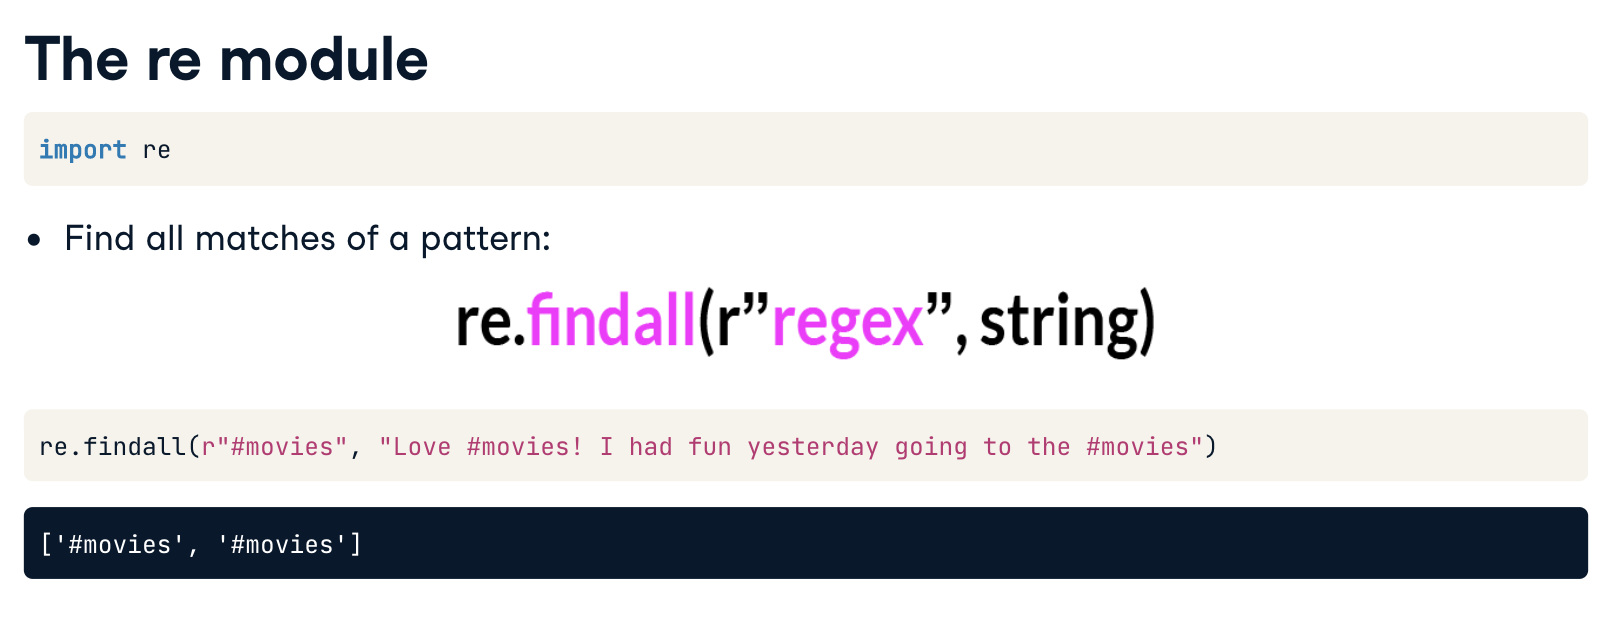 The re module
import re
• Find all matches of a pattern:
re.findall(r”regex”, string)
re.findall(r"#movies", "Love #movies! I had fun yesterday going to the #movies")
['#movies', '#movies']